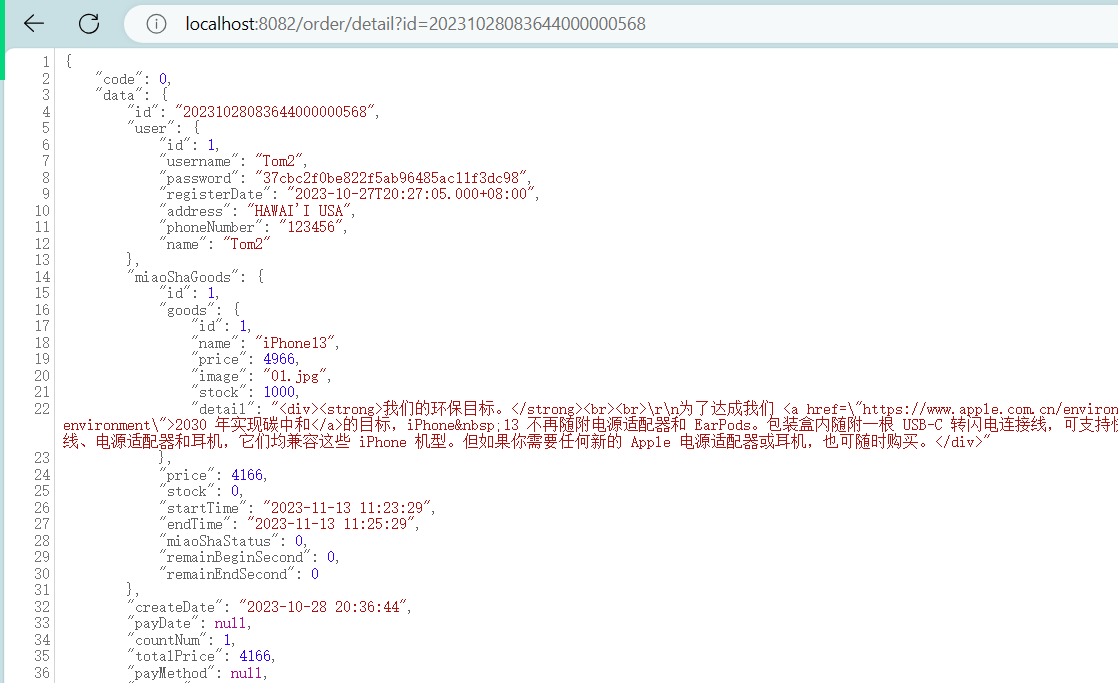 localhost:8082/order/detail?id=20231028083644000000568
1 {
2 "code": 0,
3 "data": {
4 "id": "20231028083644000000568",
5 "user": {
6 "id": 1,
7 "username": "Tom2",
8 "password": "37cbc2f0be822f5ab96485ac11f3dc98",
9 "registerDate": "2023-10-27T20:27:05.000+08:00",
10 "address": "HAWAI'I USA",
11 "phoneNumber": "123456",
12 "name": "Tom2"
13 },
14 "miaoShaGoods": {
15 "id": 1,
16 "goods": {
17 "id": 1,
18 "name": "iPhone13",
19 "price": 4966,
20 "image": "01.jpg",
21 "stock": 1000,
22 "detail": "<div><strong>我们的环保目标。</strong><br><br>\r\n为了达成我们 <a href=\"https://www.apple.com.cn/environ
environment\">2030 年实现碳中和</a>的目标，iPhone&nbsp;13 不再随附电源适配器和 EarPods。包装盒内随附一根 USB-C 转闪电连接线，可支持快
线、电源适配器和耳机，它们均兼容这些 iPhone 机型。但如果你需要任何新的 Apple 电源适配器或耳机，也可随时购买。</div>"
23 },
24 "price": 4166,
25 "stock": 0,
26 "startTime": "2023-11-13 11:23:29",
27 "endTime": "2023-11-13 11:25:29",
28 "miaoShaStatus": 0,
29 "remainBeginSecond": 0,
30 "remainEndSecond": 0
31 },
32 "createDate": "2023-10-28 20:36:44",
33 "payDate": null,
34 "countNum": 1,
35 "totalPrice": 4166,
36 "payMethod": null,